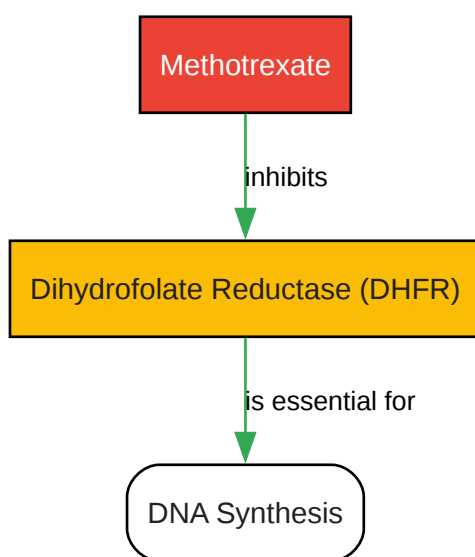 Methotrexate
inhibits
Dihydrofolate Reductase (DHFR)
is essential for
DNA Synthesis